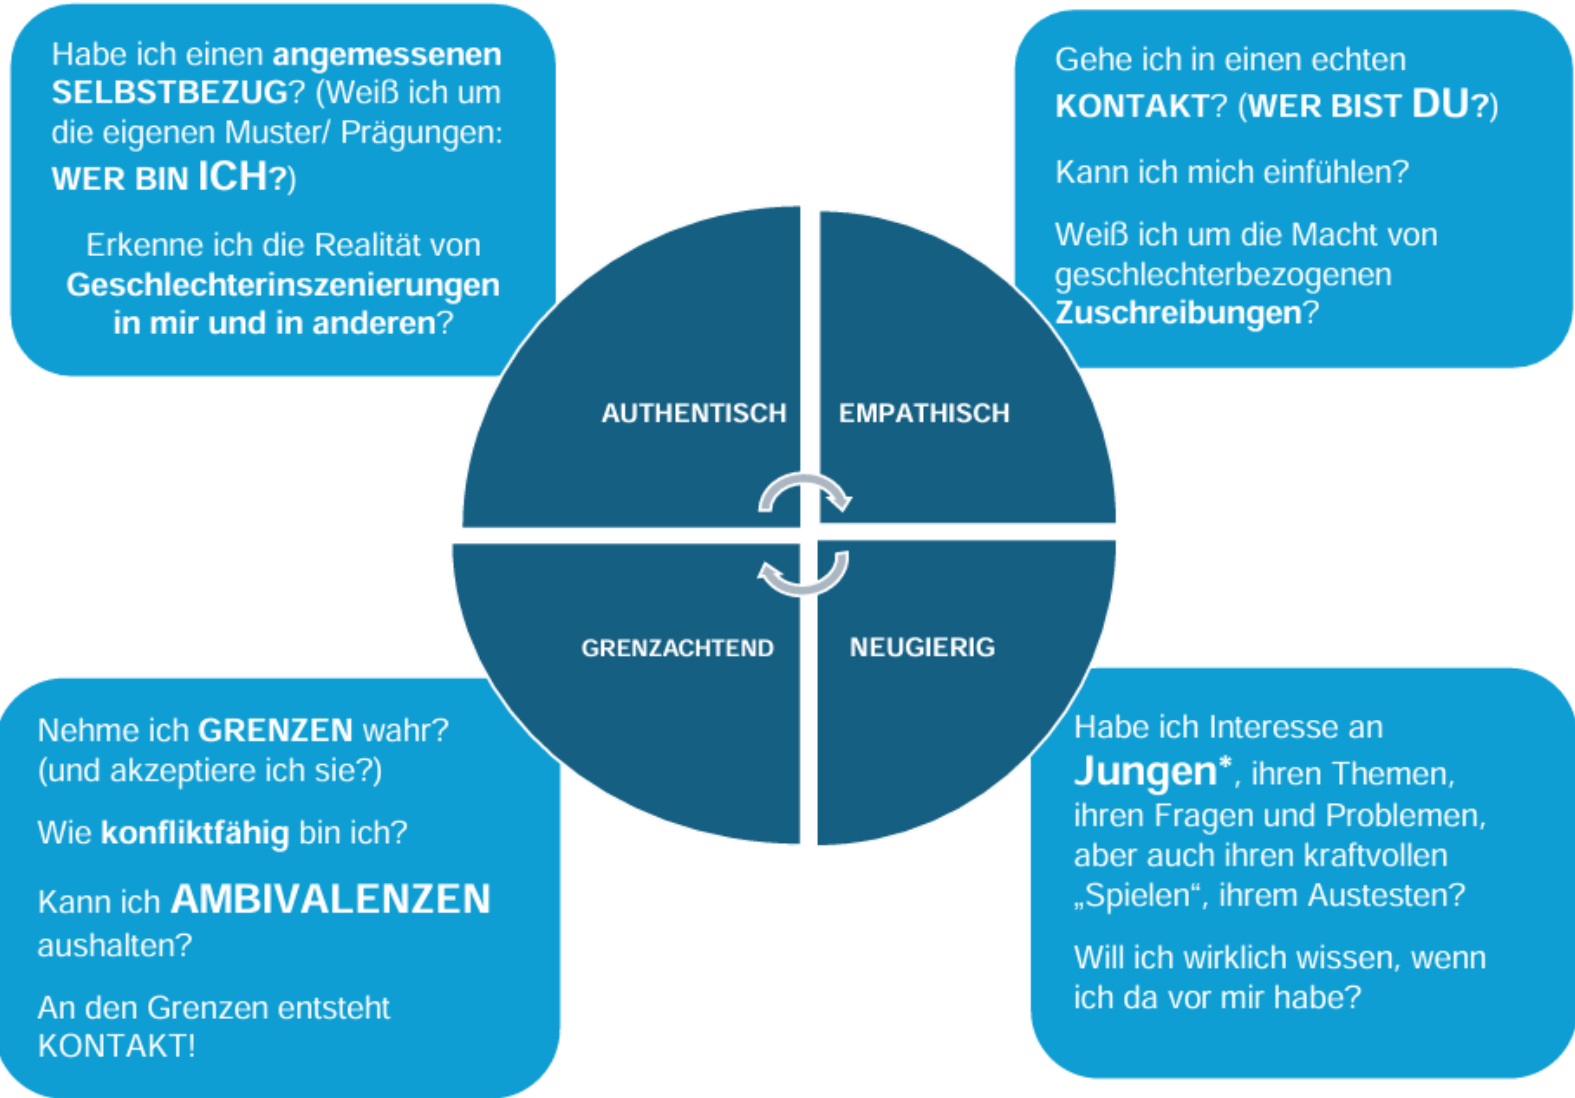 Habe ich einen angemessenen
SELBSTBEZUG? (Weiß ich um
die eigenen Muster/ Prägungen:
WER BIN ICH?)
Erkenne ich die Realität von
Geschlechterinszenierungen
in mir und in anderen?
Gehe ich in einen echten
KONTAKT? (WER BIST DU?)
Kann ich mich einfühlen?
Weiß ich um die Macht von
geschlechterbezogenen
Zuschreibungen?
AUTHENTISCH
EMPATHISCH
GRENZACHTEND
NEUGIERIG
Nehme ich GRENZEN wahr?
(und akzeptiere ich sie?)
Wie konfliktfähig bin ich?
Kann ich AMBIVALENZEN
aushalten?
An den Grenzen entsteht
KONTAKT!
Habe ich Interesse an
Jungen*, ihren Themen,
ihren Fragen und Problemen,
aber auch ihren kraftvollen
„Spielen“, ihrem Austesten?
Will ich wirklich wissen, wenn
ich da vor mir habe?